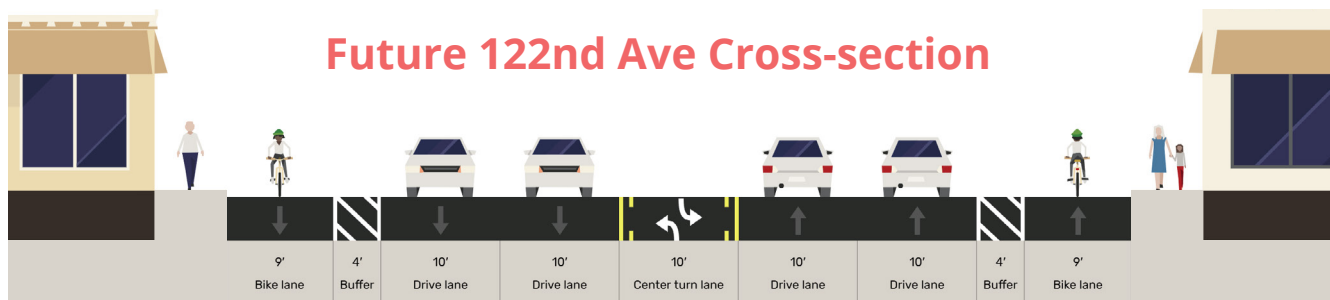 Future 122nd Ave Cross-section
9’ 4’ 10’ 10’ 10’ 10’ 10’ 4’ 9’
Bike lane Buffer Drive lane Drive lane Center turn lane Drive lane Drive lane Buffer Bike lane